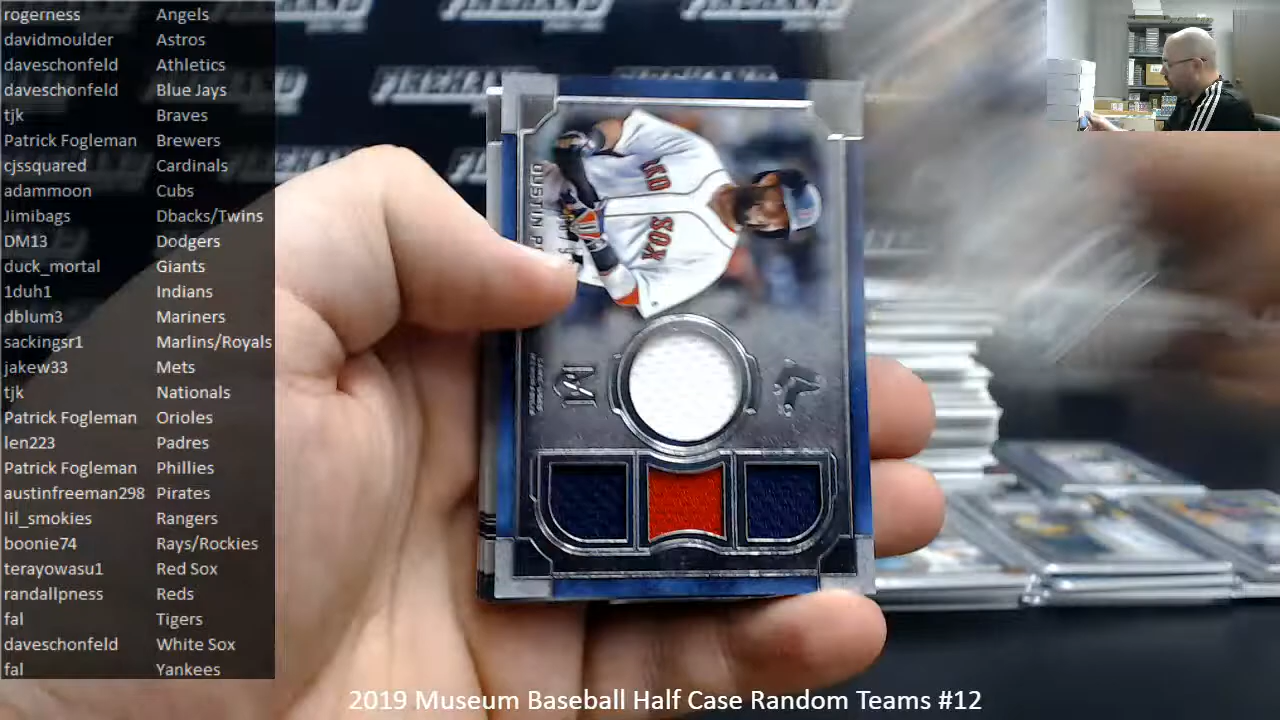 rogerness Angels
davidmoulder Astros
daveschonfeld Athletics
daveschonfeld Blue Jays
tjk Braves
Patrick Fogleman Brewers
cjssquared Cardinals
adammoon Cubs
Jimibags Dbacks/Twins
DM13 Dodgers
duck_mortal Giants
1duh1 Indians
dblum3 Mariners
sackingsr1 Marlins/Royals
jakew33 Mets
tjk Nationals
Patrick Fogleman Orioles
len223 Padres
Patrick Fogleman Phillies
austinfreeman298 Pirates
lil_smokies Rangers
boonie74 Rays/Rockies
terayowasu1 Red Sox
randallpness Reds
fal Tigers
daveschonfeld White Sox
fal Yankees
DUSTIN
RED SOX
M
2019 Museum Baseball Half Case Random Teams #12